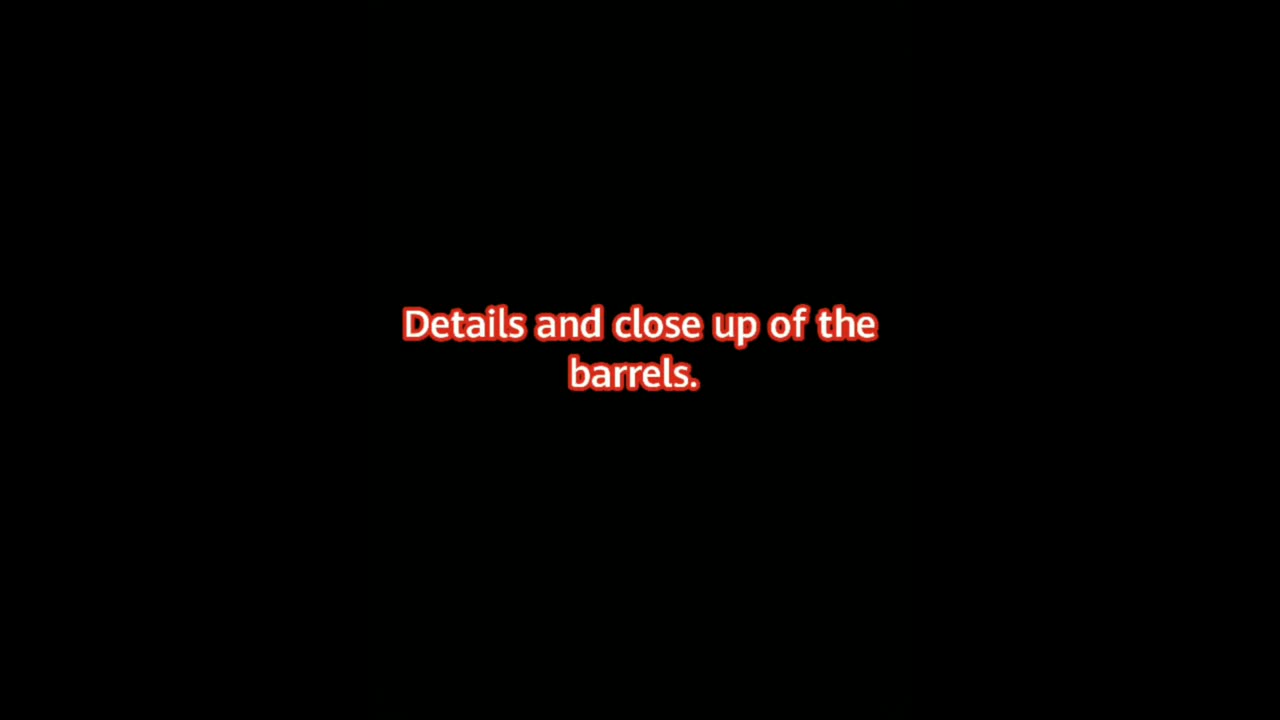 Details and close up of the
barrels.